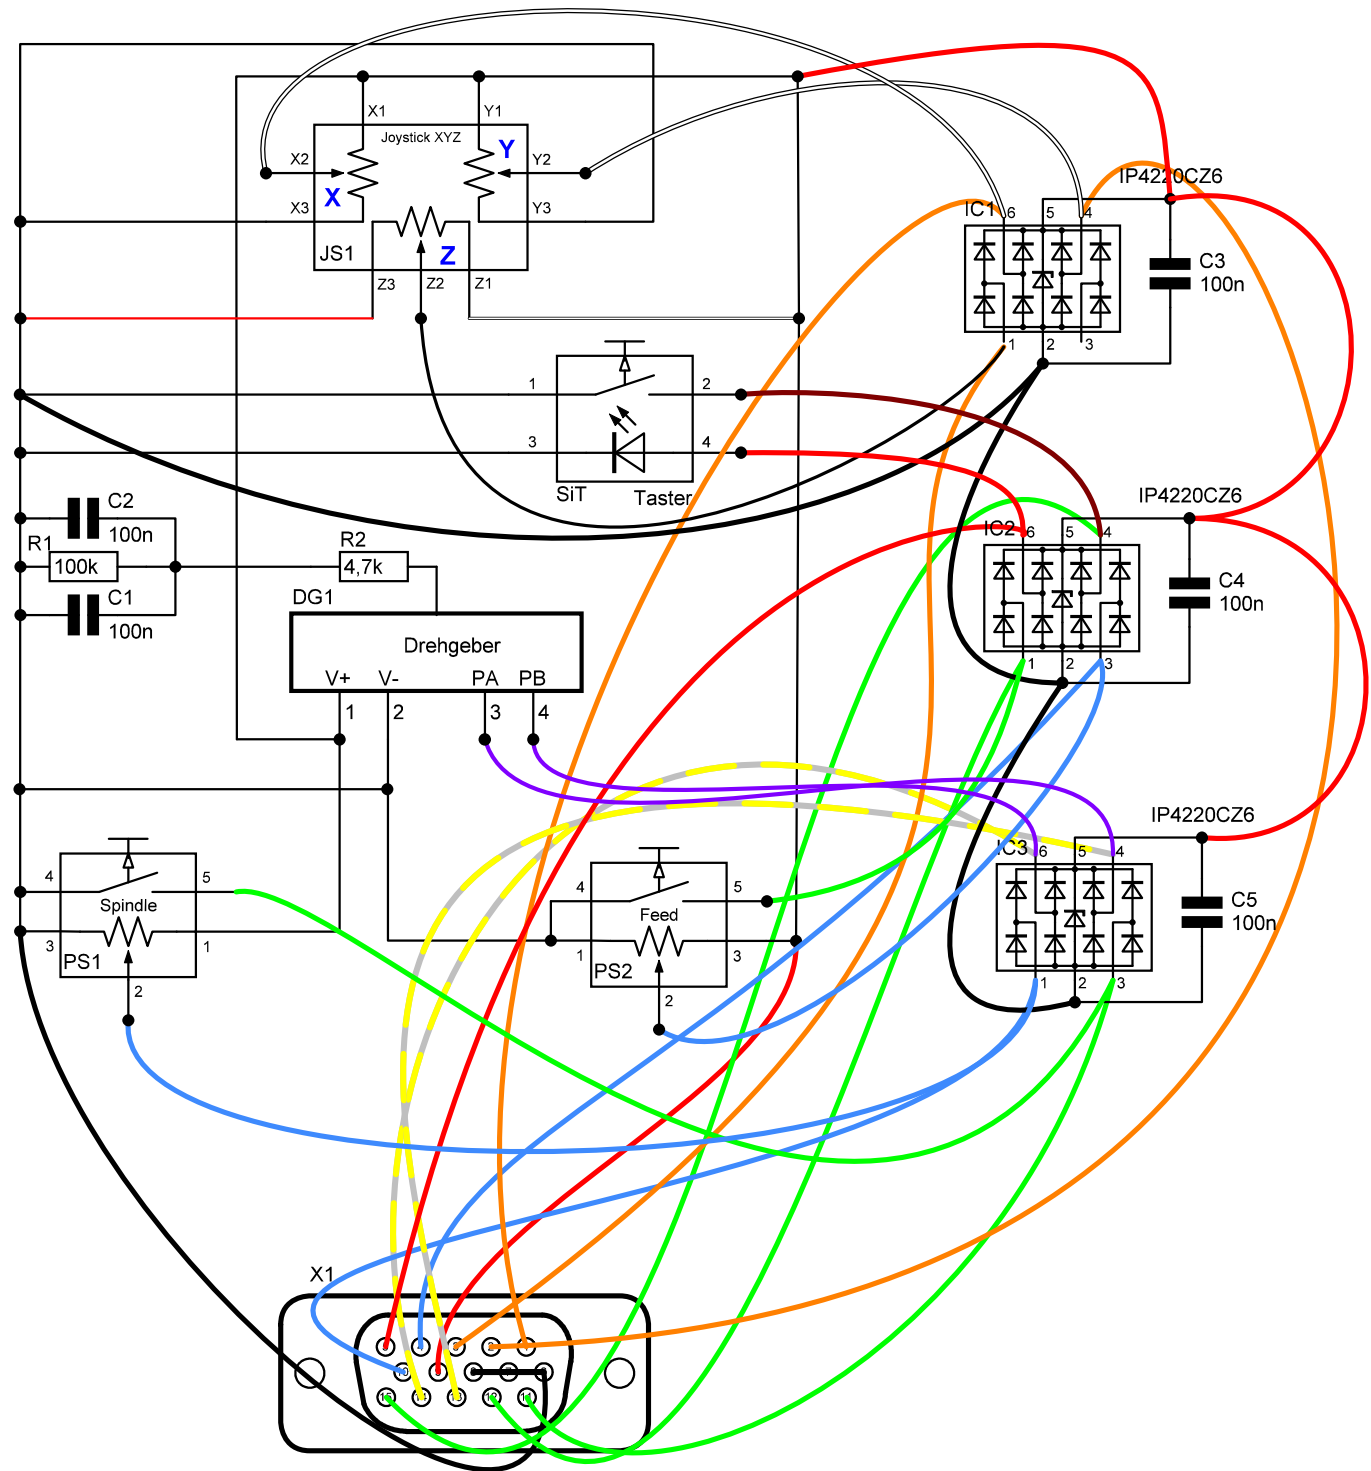 X1
Y1
Joystick XYZ
X2
Y
Y2
X
X3
Y3
JS1
Z
Z3
Z2
Z1
IP4220CZ6
IC1
6
5
4
C3
100n
1
2
3
1
2
3
4
SiT
Taster
C2
100n
R1
100k
R2
4,7k
C1
100n
DG1
Drehgeber
V+
V-
PA
PB
1
2
3
4
IP4220CZ6
IC2
6
5
4
C4
100n
1
2
3
IP4220CZ6
IC3
6
5
4
C5
100n
1
2
3
4
5
Spindle
3
1
PS1
2
4
5
Feed
1
3
PS2
2
X1